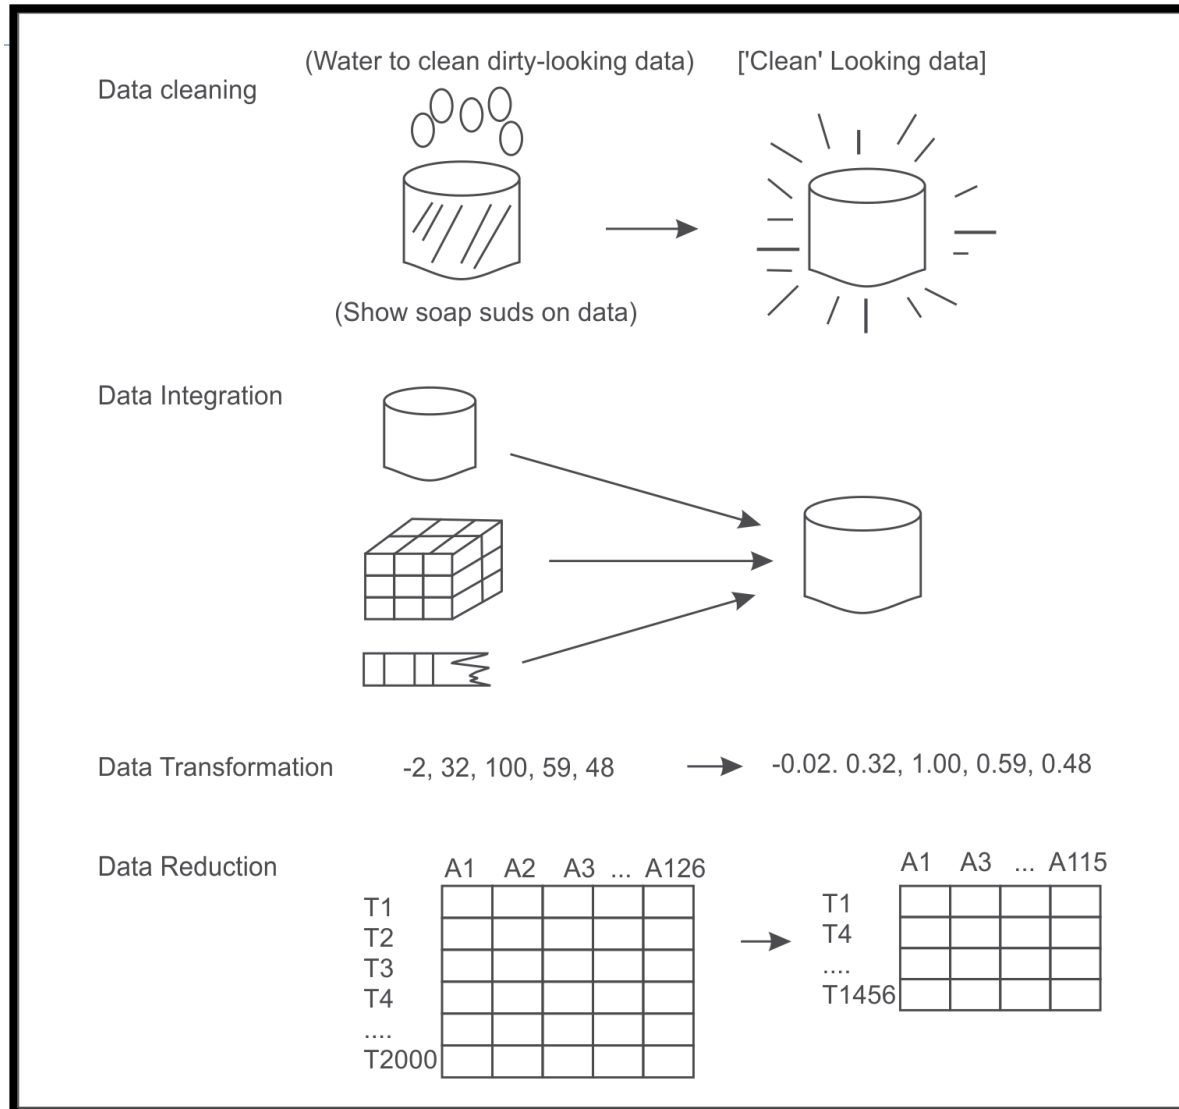 (Water to clean dirty-looking data) ['Clean' Looking data]
Data cleaning
(Show soap suds on data)
Data Integration
Data Transformation -2, 32, 100, 59, 48 -0.02. 0.32, 1.00, 0.59, 0.48
Data Reduction
A1 A2 A3 ... A126
T1
T2
T3
T4
....
T2000
A1 A3 ... A115
T1
T4
....
T1456